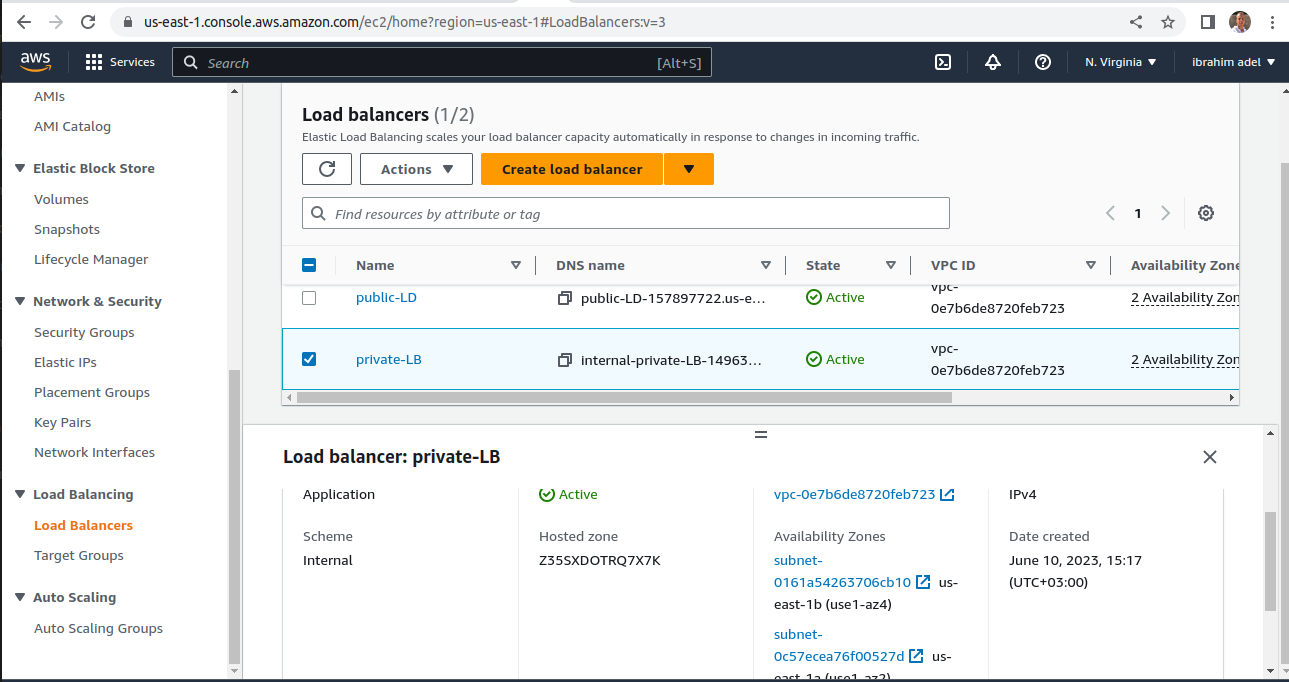 us-east-1.console.aws.amazon.com/ec2/home?region=us-east-1#LoadBalancers:v=3
aws
Services
Search
[Alt+S]
N. Virginia
ibrahim adel
AMIs
AMI Catalog
Elastic Block Store
Volumes
Snapshots
Lifecycle Manager
Network & Security
Security Groups
Elastic IPs
Placement Groups
Key Pairs
Network Interfaces
Load Balancing
Load Balancers
Target Groups
Auto Scaling
Auto Scaling Groups
Load balancers (1/2)
Elastic Load Balancing scales your load balancer capacity automatically in response to changes in incoming traffic.
Actions
Create load balancer
Find resources by attribute or tag
1
Name
DNS name
State
VPC ID
Availability Zone
public-LD
public-LD-157897722.us-e...
Active
vpc-
0e7b6de8720feb723
2 Availability Zon
private-LB
internal-private-LB-14963...
Active
vpc-
0e7b6de8720feb723
2 Availability Zon
Load balancer: private-LB
Application
Active
vpc-0e7b6de8720feb723
IPv4
Scheme
Internal
Hosted zone
Z35SXDOTRQ7X7K
Availability Zones
subnet-
0161a54263706cb10 us-
east-1b (use1-az4)
subnet-
0c57ecea76f00527d us-
east-1a (use1-az2)
Date created
June 10, 2023, 15:17
(UTC+03:00)